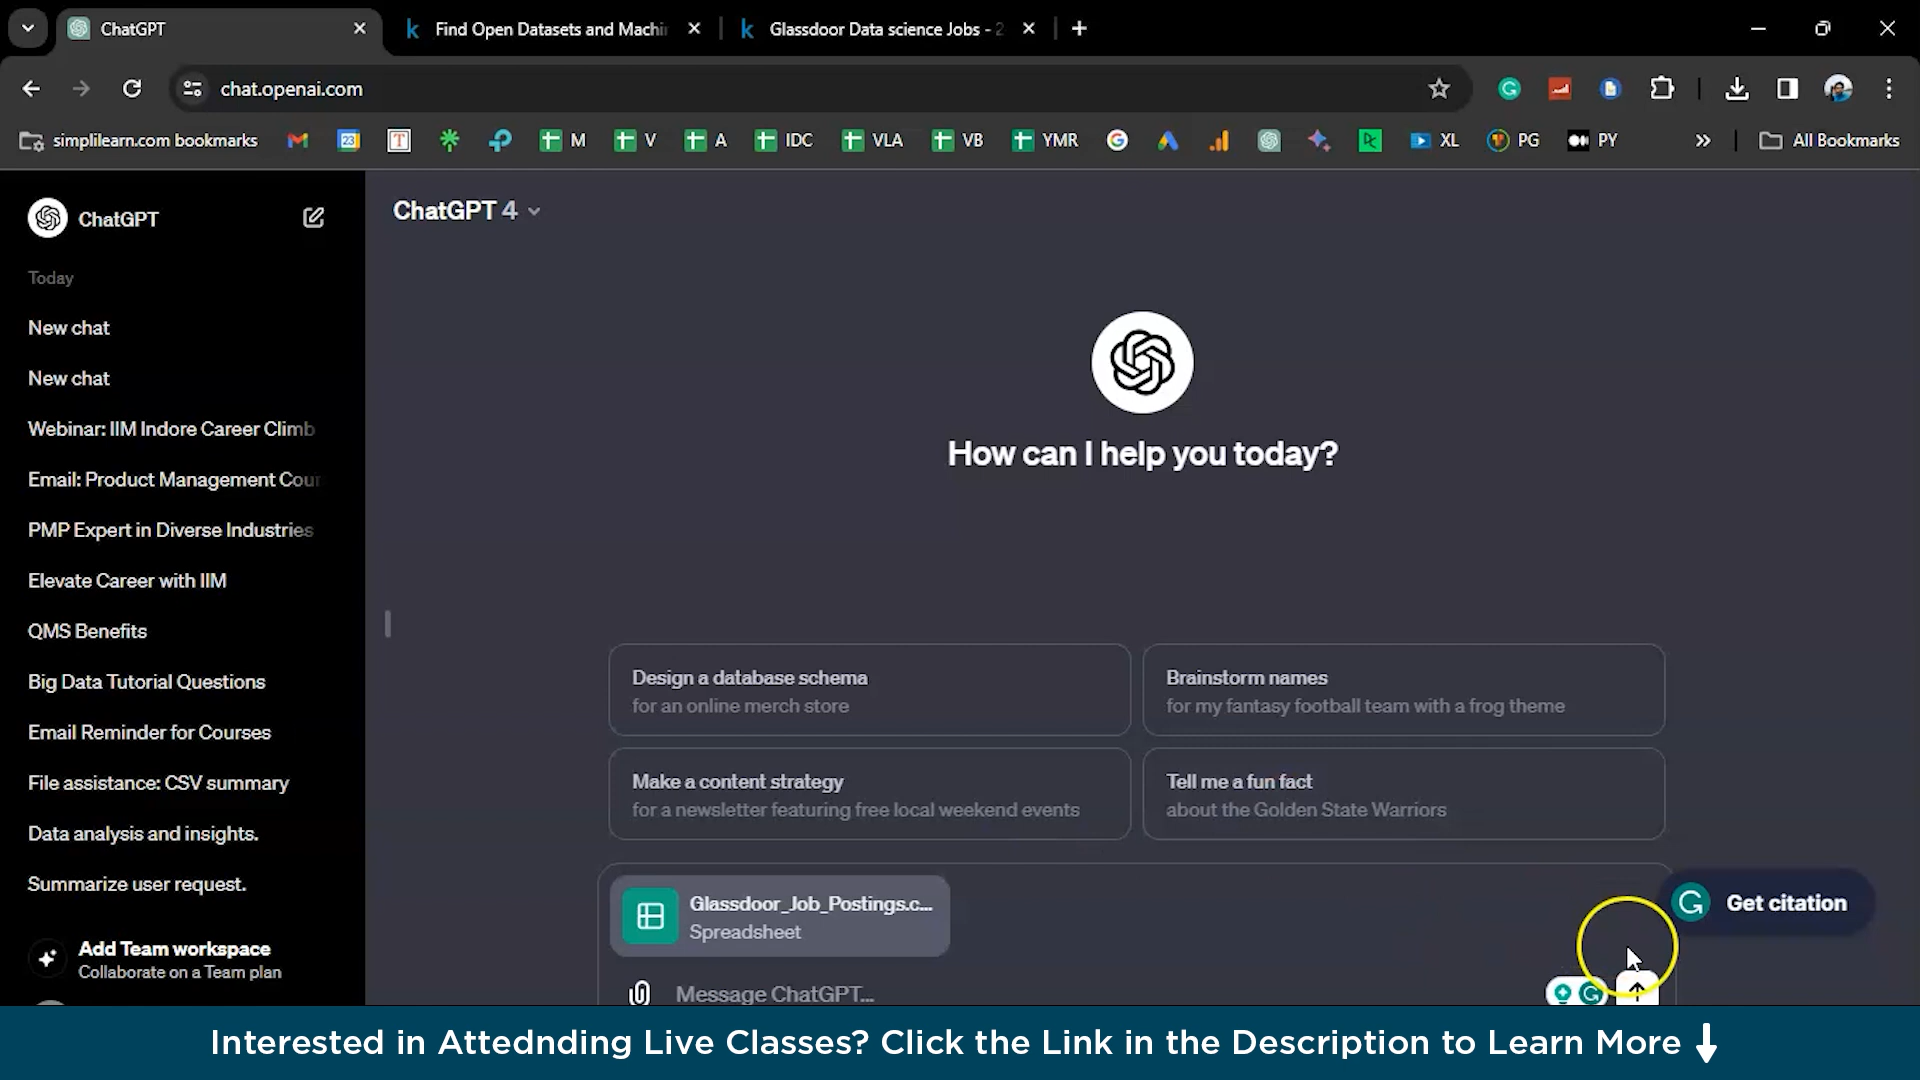 ChatGPT
Find Open Datasets and Machi
Glassdoor Data science Jobs - 2
chat.openai.com
simplilearn.com bookmarks
23
T
M
V
A
IDC
VLA
VB
YMR
XL
PG
PY
All Bookmarks
ChatGPT
Today
New chat
New chat
Webinar: IIM Indore Career Climb
Email: Product Management Cour
PMP Expert in Diverse Industries
Elevate Career with IIM
QMS Benefits
Big Data Tutorial Questions
Email Reminder for Courses
File assistance: CSV summary
Data analysis and insights.
Summarize user request.
Add Team workspace
Collaborate on a Team plan
ChatGPT 4
How can I help you today?
Design a database schema
for an online merch store
Brainstorm names
for my fantasy football team with a frog theme
Make a content strategy
for a newsletter featuring free local weekend events
Tell me a fun fact
about the Golden State Warriors
Glassdoor_Job_Postings.c...
Spreadsheet
Get citation
Message ChatGPT...
Interested in Attednding Live Classes? Click the Link in the Description to Learn More